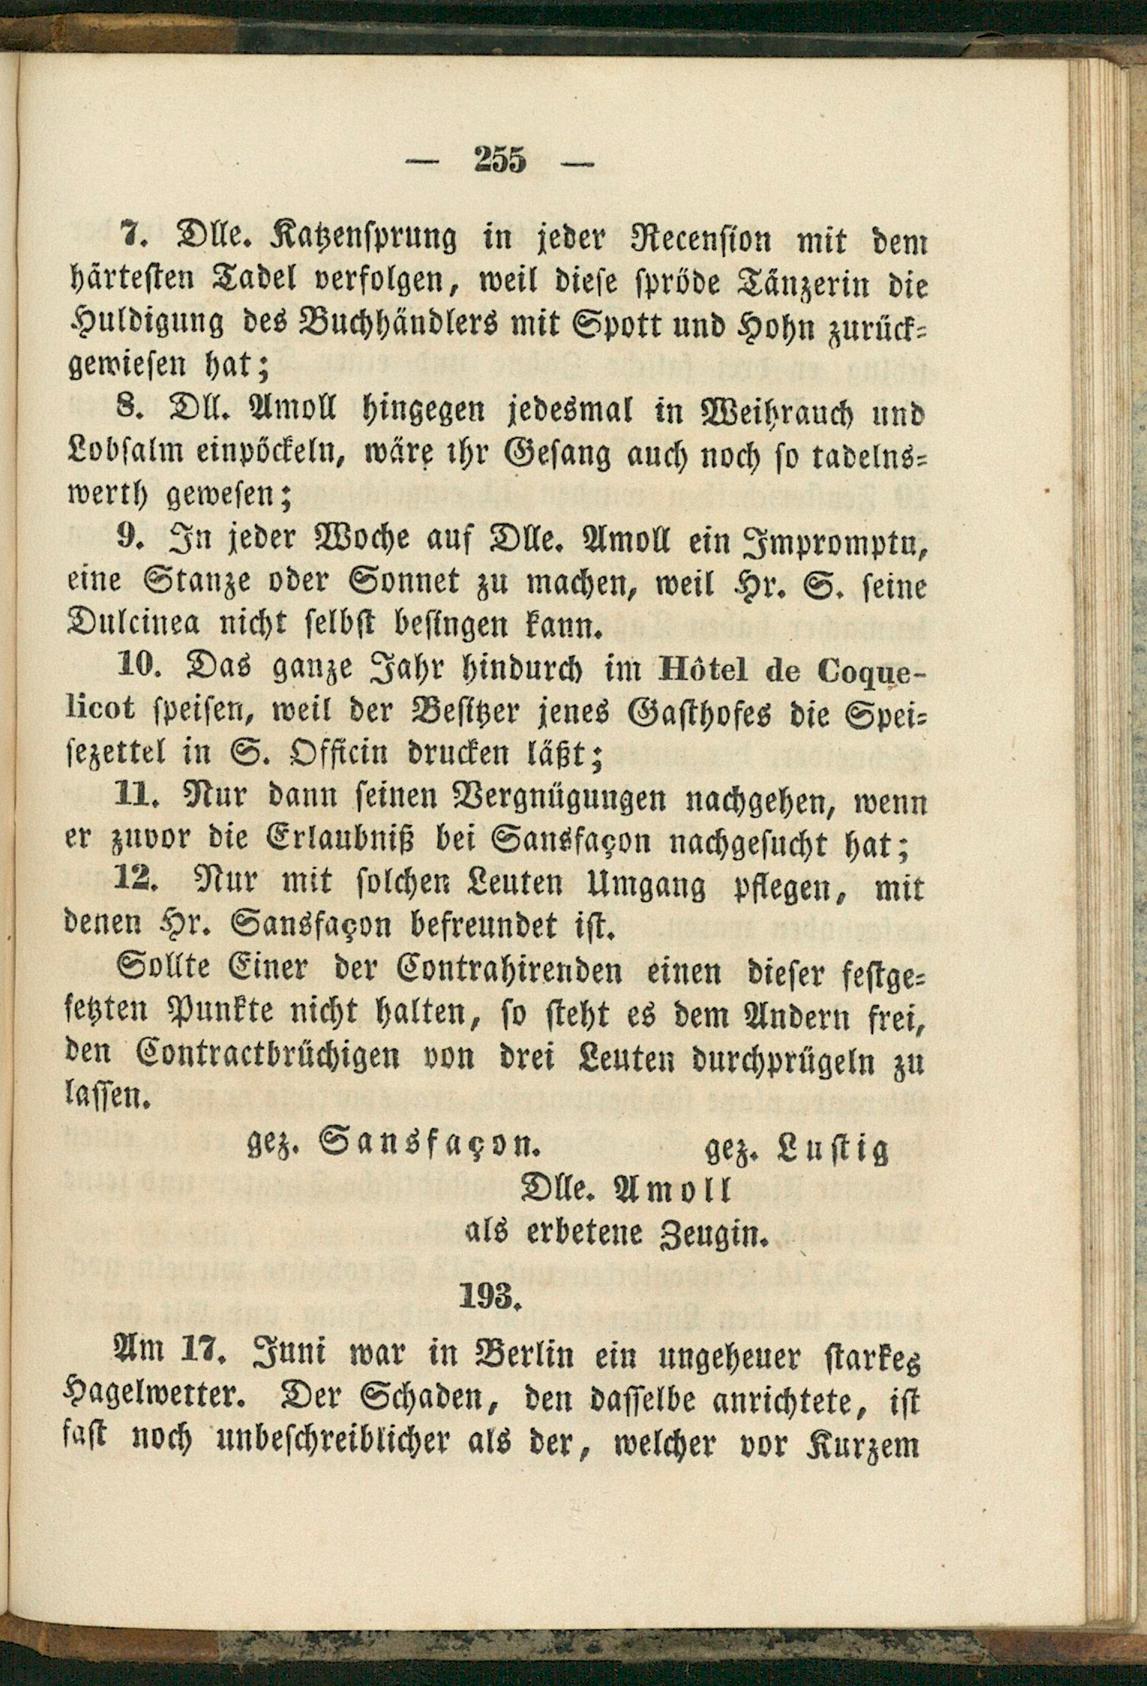 — 255 —
7. Dlle. Katzensprung in jeder Recension mit dem
härtesten Tadel verfolgen, weil diese spröde Tänzerin die
Huldigung des Buchhändlers mit Spott und Hohn zurück-
gewiesen hat;
8. Dll. Amoll hingegen jedesmal in Weihrauch und
Lobsalm einpöckeln, wäre ihr Gesang auch noch so tadelns-
werth gewesen;
9. In jeder Woche auf Dlle. Amoll ein Impromptu,
eine Stanze oder Sonnet zu machen, weil Hr. S. seine
Dulcinea nicht selbst besingen kann.
10. Das ganze Jahr hindurch im Hôtel de Coque-
licot speisen, weil der Besitzer jenes Gasthofes die Spei-
sezettel in S. Officin drucken läßt;
11. Nur dann seinen Vergnügungen nachgehen, wenn
er zuvor die Erlaubniß bei Sansfaçon nachgesucht hat;
12. Nur mit solchen Leuten Umgang pflegen, mit
denen Hr. Sansfaçon befreundet ist.
Sollte Einer der Contrahirenden einen dieser festge-
setzten Punkte nicht halten, so steht es dem Andern frei,
den Contractbrüchigen von drei Leuten durchprügeln zu
lassen.
gez. Sansfaçon. gez. Lustig
Dlle. Amoll
als erbetene Zeugin.
193.
Am 17. Juni war in Berlin ein ungeheuer starkes
Hagelwetter. Der Schaden, den dasselbe anrichtete, ist
fast noch unbeschreiblicher als der, welcher vor Kurzem